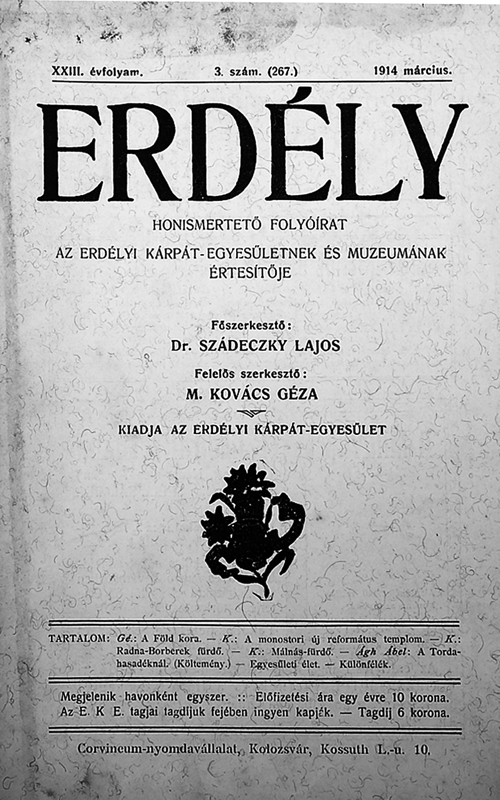 XXIII. évfolyam. 3. szám. (267.) 1914 március.
ERDÉLY
HONISMERTETŐ FOLYÓIRAT
AZ ERDÉLYI KÁRPÁT-EGYESÜLETNEK ÉS MUZEUMÁNAK
ÉRTESÍTŐJE
Főszerkesztő:
Dr. SZÁDECZKY LAJOS
Felelős szerkesztő:
M. KOVÁCS GÉZA
KIADJA AZ ERDÉLYI KÁRPÁT-EGYESÜLET
TARTALOM: Gé.: A Föld kora. — K.: A monostori új református templom. — K.:
Radna-Borberek fürdő. — K.: Málnás-fürdő. — Ágh Ábel: A Torda-
hasadéknál. (Költemény.) — Egyesületi élet. — Különfélék.
Megjelenik havonként egyszer. :: Előfizetési ára egy évre 10 korona.
Az E. K E. tagjai tagdijuk fejében ingyen kapják. — Tagdij 6 korona.
Corvineum-nyomdavállalat, Kolozsvár, Kossuth L.-u. 10.